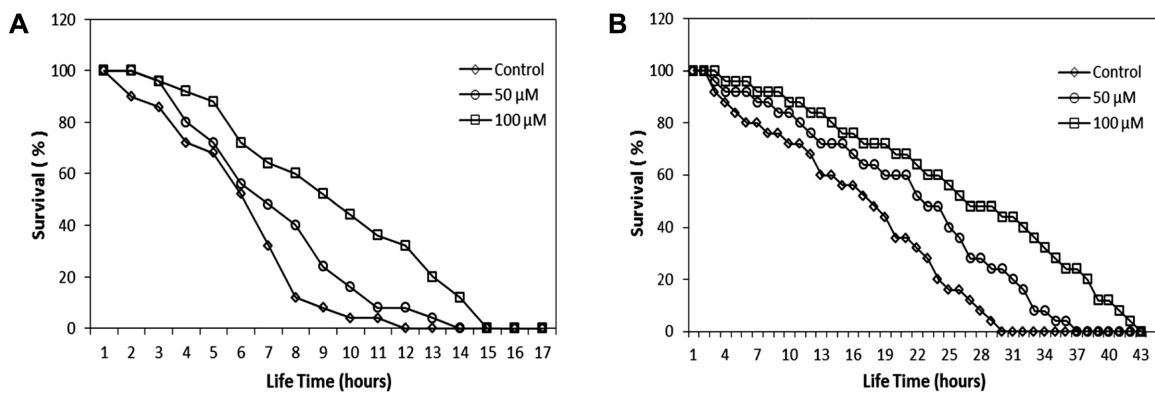 A
120
100
80
60
40
20
0
Survival ( % )
Control
50 µM
100 µM
1 2 3 4 5 6 7 8 9 10 11 12 13 14 15 16 17
Life Time (hours)
B
120
100
80
60
40
20
0
Survival ( % )
Control
50 µM
100 µM
1 4 7 10 13 16 19 22 25 28 31 34 37 40 43
Life Time (hours)